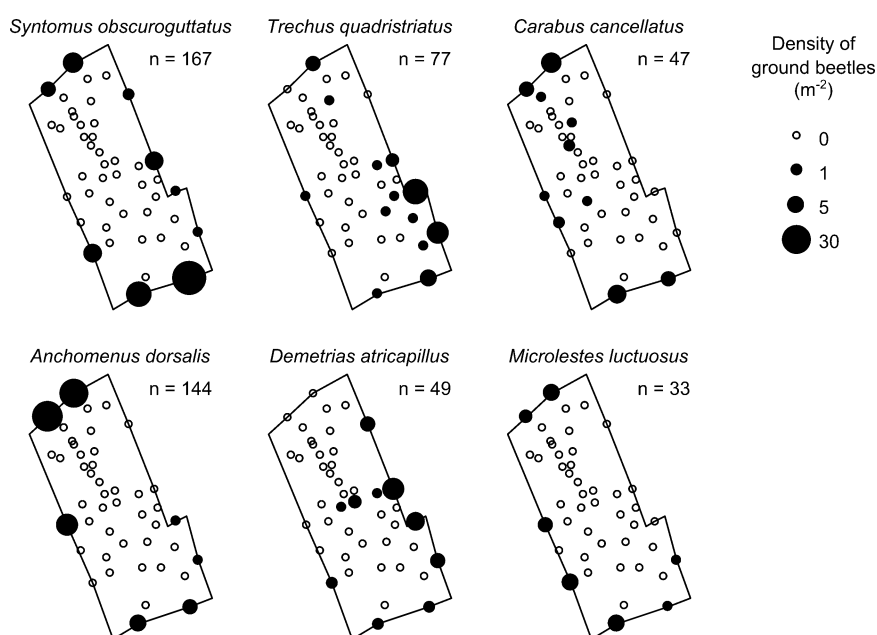 Syntomus obscuroguttatus
n = 167
Trechus quadristriatus
n = 77
Carabus cancellatus
n = 47
Density of
ground beetles
(m-2)
0
1
5
30
Anchomenus dorsalis
n = 144
Demetrias atricapillus
n = 49
Microlestes luctuosus
n = 33